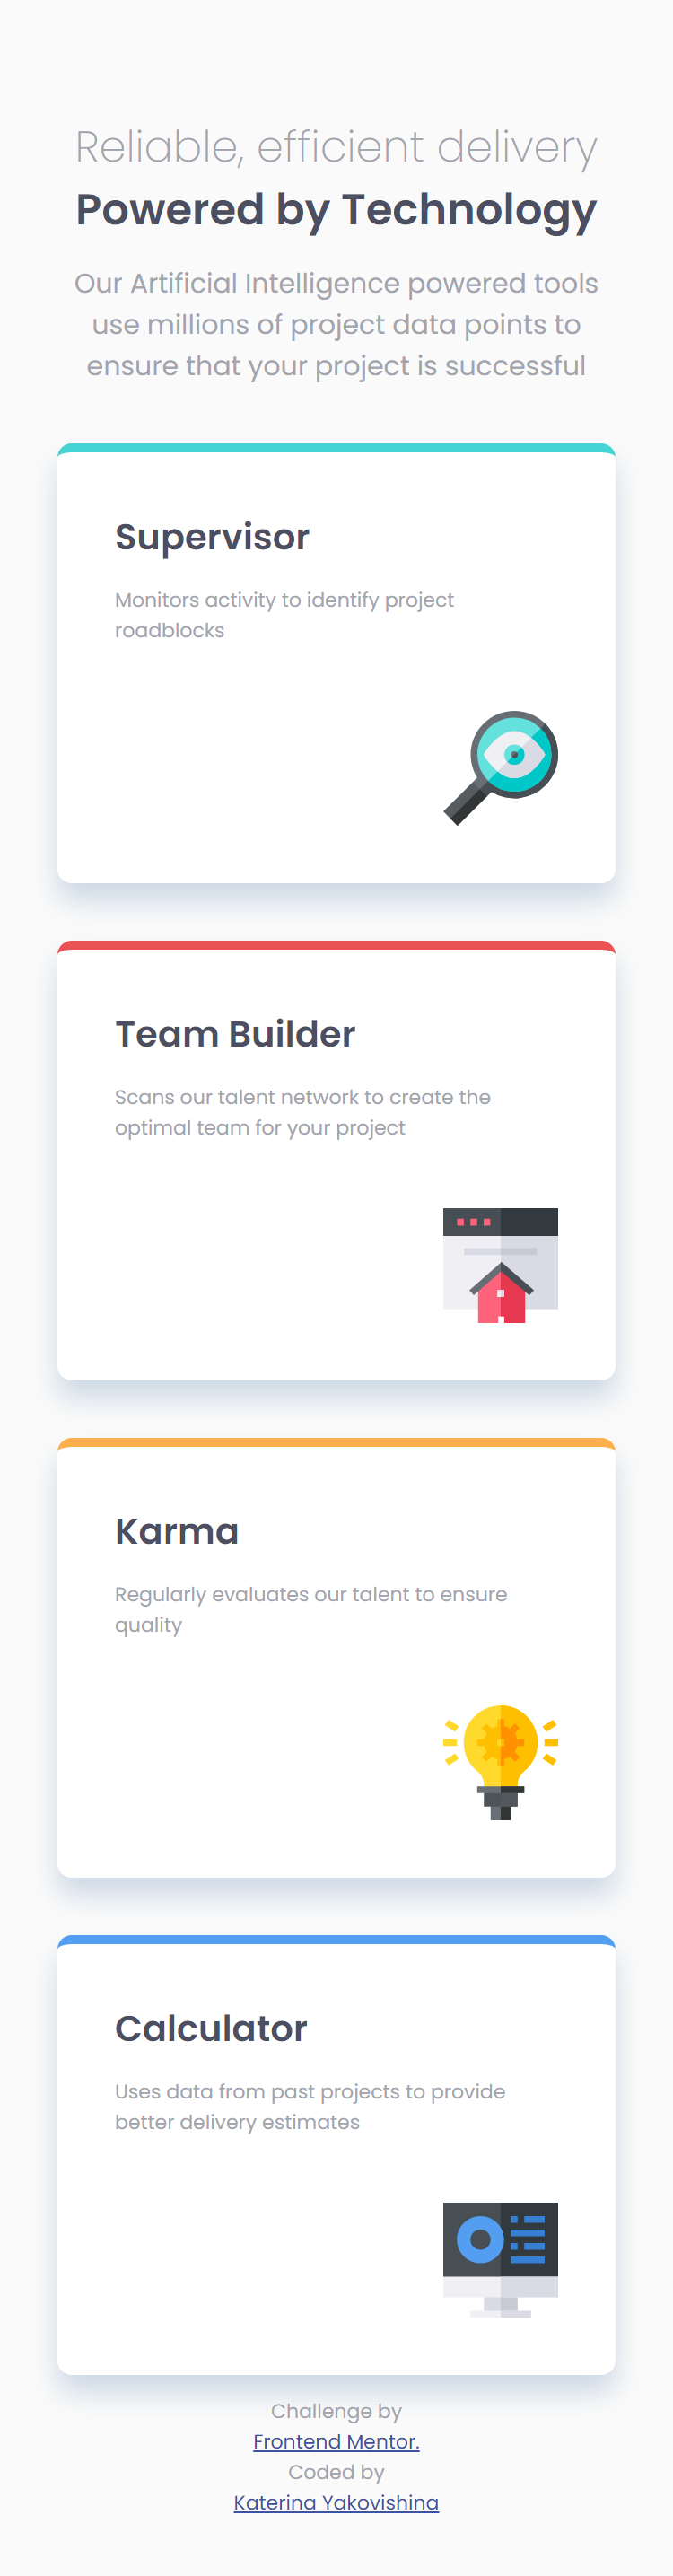 Reliable, efficient delivery
Powered by Technology
Our Artificial Intelligence powered tools
use millions of project data points to
ensure that your project is successful
Supervisor
Monitors activity to identify project
roadblocks
Team Builder
Scans our talent network to create the
optimal team for your project
Karma
Regularly evaluates our talent to ensure
quality
Calculator
Uses data from past projects to provide
better delivery estimates
Challenge by
Frontend Mentor.
Coded by
Katerina Yakovishina